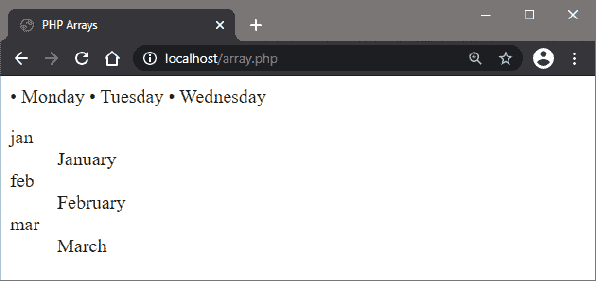 PHP Arrays
localhost/array.php
• Monday • Tuesday • Wednesday
jan
January
feb
February
mar
March